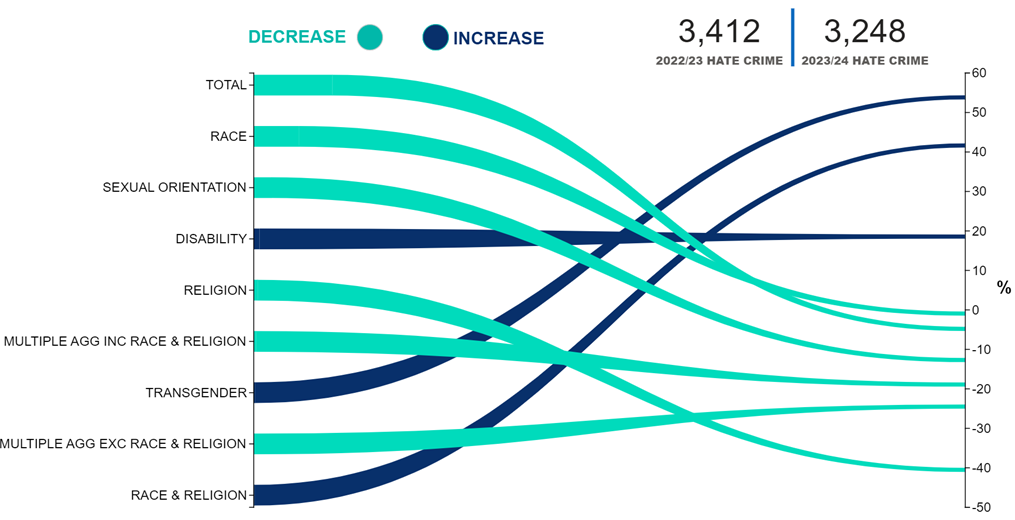 DECREASE
INCREASE
3,412
3,248
2022/23 HATE CRIME
2023/24 HATE CRIME
TOTAL
RACE
SEXUAL ORIENTATION
DISABILITY
RELIGION
MULTIPLE AGG INC RACE & RELIGION
TRANSGENDER
MULTIPLE AGG EXC RACE & RELIGION
RACE & RELIGION
60
50
40
30
20
10
0
-10
-20
-30
-40
-50
%